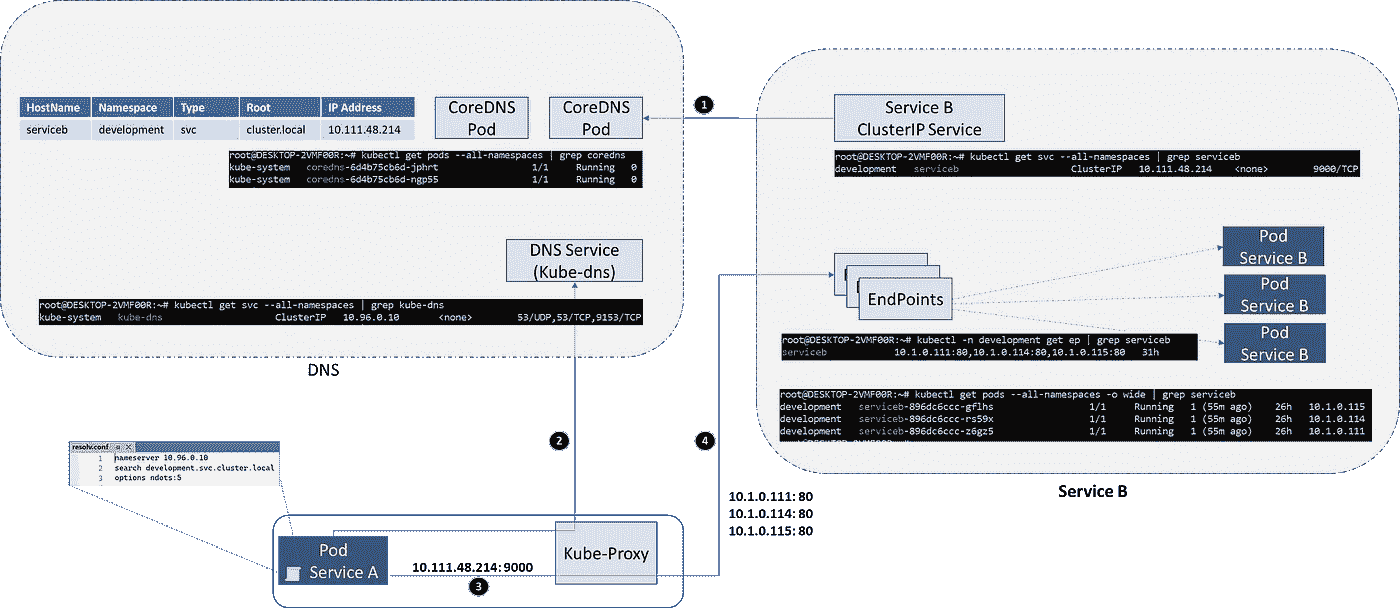 HostName Namespace Type Root IP Address
serviceb development svc cluster.local 10.111.48.214
CoreDNS
Pod
CoreDNS
Pod
root@DESKTOP-2VMF00R:~# kubectl get pods --all-namespaces | grep coredns
kube-system coredns-6d4b75cb6d-jphrt 1/1 Running 0
kube-system coredns-6d4b75cb6d-ngp55 1/1 Running 0
DNS Service
(Kube-dns)
root@DESKTOP-2VMF00R:~# kubectl get svc --all-namespaces | grep kube-dns
kube-system kube-dns ClusterIP 10.96.0.10 <none> 53/UDP,53/TCP,9153/TCP
DNS
1
Service B
ClusterIP Service
root@DESKTOP-2VMF00R:~# kubectl get svc --all-namespaces | grep serviceb
development serviceb ClusterIP 10.111.48.214 <none> 9000/TCP
EndPoints
Pod
Service B
Pod
Service B
Pod
Service B
root@DESKTOP-2VMF00R:~# kubectl -n development get ep | grep serviceb
serviceb 10.1.0.111:80,10.1.0.114:80,10.1.0.115:80 31h
root@DESKTOP-2VMF00R:~# kubectl get pods --all-namespaces -o wide | grep serviceb
development serviceb-896dc6ccc-gflhs 1/1 Running 1 (55m ago) 26h 10.1.0.115
development serviceb-896dc6ccc-rs59x 1/1 Running 1 (55m ago) 26h 10.1.0.114
development serviceb-896dc6ccc-z6gz5 1/1 Running 1 (55m ago) 26h 10.1.0.111
Service B
2
4
resolv.conf
1 nameserver 10.96.0.10
2 search development.svc.cluster.local
3 options ndots:5
10.1.0.111: 80
10.1.0.114: 80
10.1.0.115: 80
Pod
Service A
10.111.48.214: 9000
3
Kube-Proxy